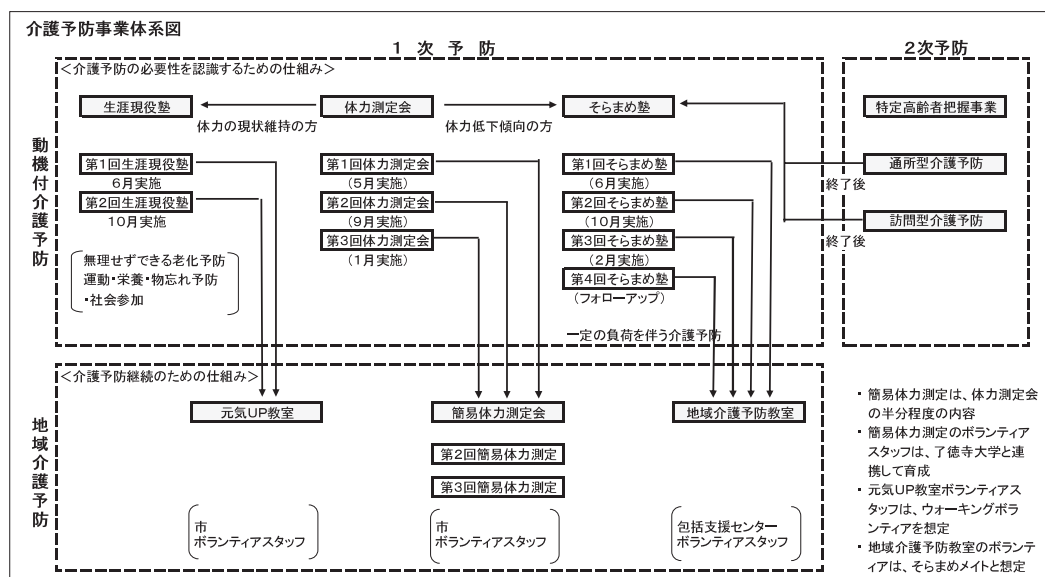 介護予防事業体系図
1次予防
2次予防
＜介護予防の必要性を認識するための仕組み＞
生涯現役塾
体力測定会
そらまめ塾
特定高齢者把握事業
体力の現状維持の方
体力低下傾向の方
動機付介護予防
第1回生涯現役塾
6月実施
第2回生涯現役塾
10月実施
無理せずできる老化予防
運動・栄養・物忘れ予防
・社会参加
第1回体力測定会
(5月実施)
第2回体力測定会
(9月実施)
第3回体力測定会
(1月実施)
第1回そらまめ塾
(6月実施)
第2回そらまめ塾
(10月実施)
第3回そらまめ塾
(2月実施)
第4回そらまめ塾
(フォローアップ)
一定の負荷を伴う介護予防
通所型介護予防
終了後
訪問型介護予防
終了後
地域介護予防
＜介護予防継続のための仕組み＞
元気UP教室
簡易体力測定会
地域介護予防教室
第2回簡易体力測定
第3回簡易体力測定
市
ボランティアスタッフ
市
ボランティアスタッフ
包括支援センター
ボランティアスタッフ
・簡易体力測定は、体力測定会
の半分程度の内容
・簡易体力測定のボランティア
スタッフは、了徳寺大学と連
携して育成
・元気UP教室ボランティアス
タッフは、ウォーキングボラ
ンティアを想定
・地域介護予防教室のボランテ
ィアは、そらまめメイトと想定